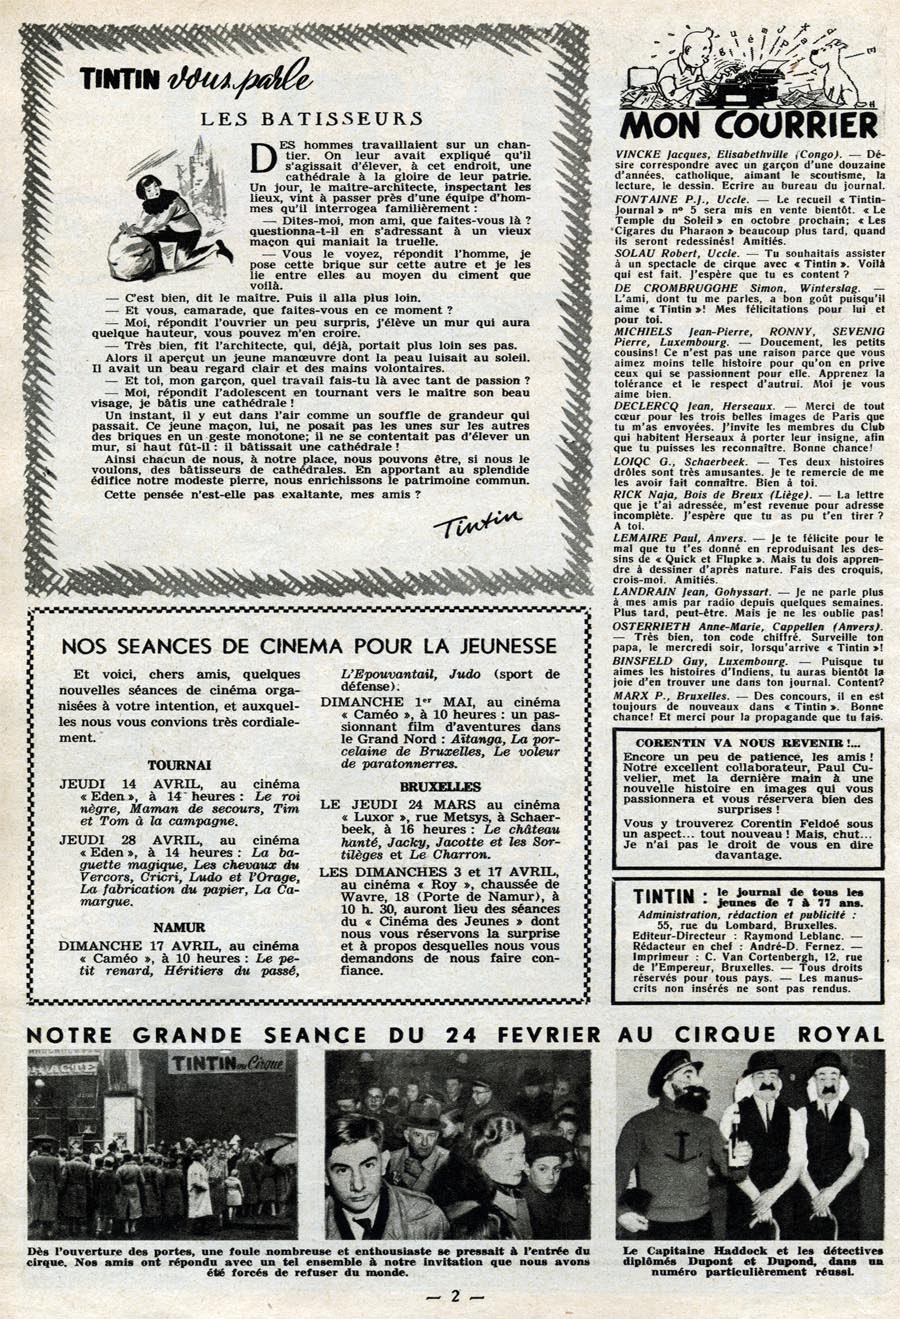 TINTIN vous parle
LES BATISSEURS
DES hommes travaillaient sur un chan-
tier. On leur avait expliqué qu'il
s'agissait d'élever, à cet endroit, une
cathédrale à la gloire de leur patrie.
Un jour, le maître-architecte, inspectant les
lieux, vint à passer près d'une équipe d'hom-
mes qu'il interrogea familièrement :
— Dites-moi, mon ami, que faites-vous là ?
questionna-t-il en s'adressant à un vieux
maçon qui maniait la truelle.
— Vous le voyez, répondit l'homme, je
pose cette brique sur cette autre et je les
lie entre elles au moyen du ciment que
voilà.
— C'est bien, dit le maître. Puis il alla plus loin.
— Et vous, camarade, que faites-vous en ce moment ?
— Moi, répondit l'ouvrier un peu surpris, j'élève un mur qui aura
quelque hauteur, vous pouvez m'en croire.
— Très bien, fit l'architecte, qui, déjà, portait plus loin ses pas.
Alors il aperçut un jeune manœuvre dont la peau luisait au soleil.
Il avait un beau regard clair et des mains volontaires.
— Et toi, mon garçon, quel travail fais-tu là avec tant de passion ?
— Moi, répondit l'adolescent en tournant vers le maître son beau
visage, je bâtis une cathédrale !
Un instant, il y eut dans l'air comme un souffle de grandeur qui
passait. Ce jeune maçon, lui, ne posait pas les unes sur les autres
des briques en un geste monotone; il ne se contentait pas d'élever un
mur, si haut fût-il : il bâtissait une cathédrale !
Ainsi chacun de nous, à notre place, nous pouvons être, si nous le
voulons, des bâtisseurs de cathédrales. En apportant au splendide
édifice notre modeste pierre, nous enrichissons le patrimoine commun.
Cette pensée n'est-elle pas exaltante, mes amis ?
Tintin
NOS SEANCES DE CINEMA POUR LA JEUNESSE
Et voici, chers amis, quelques
nouvelles séances de cinéma orga-
nisées à votre intention, et auxquel-
les nous vous convions très cordiale-
ment.
TOURNAI
JEUDI 14 AVRIL, au cinéma
« Eden », à 14 heures : Le roi
nègre, Maman de secours, Tim
et Tom à la campagne.
JEUDI 28 AVRIL, au cinéma
« Eden », à 14 heures : La ba-
guette magique, Les chevaux du
Vercors, Cricri, Ludo et l'Orage,
La fabrication du papier, La Ca-
margue.
NAMUR
DIMANCHE 17 AVRIL, au cinéma
« Caméo », à 10 heures : Le pe-
tit renard, Héritiers du passé,
L'Epouvantail, Judo (sport de
défense).
DIMANCHE 1er MAI, au cinéma
« Caméo », à 10 heures : un pas-
sionnant film d'aventures dans
le Grand Nord : Aïtanga, La por-
celaine de Bruxelles, Le voleur
de paratonnerres.
BRUXELLES
LE JEUDI 24 MARS au cinéma
« Luxor », rue Metsys, à Schaer-
beek, à 16 heures : Le château
hanté, Jacky, Jacotte et les Sor-
tilèges et Le Charron.
LES DIMANCHES 3 et 17 AVRIL,
au cinéma « Roy », chaussée de
Wavre, 18 (Porte de Namur), à
10 h. 30, auront lieu des séances
du « Cinéma des Jeunes » dont
nous vous réservons la surprise
et à propos desquelles nous vous
demandons de nous faire con-
fiance.
MON COURRIER
VINCKE Jacques, Elisabethville (Congo). — Dé-
sire correspondre avec un garçon d'une douzaine
d'années, catholique, aimant le scoutisme, la
lecture, le dessin. Ecrire au bureau du journal.
FONTAINE P.J., Uccle. — Le recueil « Tintin-
Journal » n° 5 sera mis en vente bientôt. « Le
Temple du Soleil » en octobre prochain; « Les
Cigares du Pharaon » beaucoup plus tard, quand
ils seront redessinés! Amitiés.
SOLAU Robert, Uccle. — Tu souhaitais assister
à un spectacle de cirque avec « Tintin ». Voilà
qui est fait. J'espère que tu es content ?
DE CROMBRUGGHE Simon, Winterslag. —
L'ami, dont tu me parles, a bon goût puisqu'il
aime « Tintin »! Mes félicitations pour lui et
pour toi.
MICHIELS Jean-Pierre, RONNY, SEVENIG
Pierre, Luxembourg. — Doucement, les petits
cousins! Ce n'est pas une raison parce que vous
aimez moins telle histoire pour qu'on en prive
ceux qui se passionnent pour elle. Apprenez la
tolérance et le respect d'autrui. Moi je vous
aime bien.
DECLERCQ Jean, Herseaux. — Merci de tout
cœur pour les trois belles images de Paris que
tu m'as envoyées. J'invite les membres du Club
qui habitent Herseaux à porter leur insigne, afin
que tu puisses les reconnaître. Bonne chance!
LOIQC G., Schaerbeek. — Tes deux histoires
drôles sont très amusantes. Je te remercie de me
les avoir fait connaître. Bien à toi.
RICK Naja, Bois de Breux (Liège). — La lettre
que je t'ai adressée, m'est revenue pour adresse
incomplète. J'espère que tu as pu t'en tirer ?
A toi.
LEMAIRE Paul, Anvers. — Je te félicite pour le
mal que tu t'es donné en reproduisant les des-
sins de « Quick et Flupke ». Mais tu dois appren-
dre à dessiner d'après nature. Fais des croquis,
crois-moi. Amitiés.
LANDRAIN Jean, Gohyssart. — Je ne parle plus
à mes amis par radio depuis quelques semaines.
Plus tard, peut-être. Mais je ne les oublie pas!
OSTERRIETH Anne-Marie, Cappellen (Anvers).
— Très bien, ton code chiffré. Surveille ton
papa, le mercredi soir, lorsqu'arrive « Tintin »!
BINSFELD Guy, Luxembourg. — Puisque tu
aimes les histoires d'Indiens, tu auras bientôt la
joie d'en trouver une dans ton journal. Content?
MARX P., Bruxelles. — Des concours, il en est
toujours de nouveaux dans « Tintin ». Bonne
chance! Et merci pour la propagande que tu fais.
CORENTIN VA NOUS REVENIR !...
Encore un peu de patience, les amis !
Notre excellent collaborateur, Paul Cu-
velier, met la dernière main à une
nouvelle histoire en images qui vous
passionnera et vous réservera bien des
surprises !
Vous y trouverez Corentin Feldoé sous
un aspect... tout nouveau ! Mais, chut...
Je n'ai pas le droit de vous en dire
davantage.
TINTIN : le journal de tous les
jeunes de 7 à 77 ans.
Administration, rédaction et publicité :
55, rue du Lombard, Bruxelles.
Editeur-Directeur : Raymond Leblanc. —
Rédacteur en chef : André-D. Fernez. —
Imprimeur : C. Van Cortenbergh, 12, rue
de l'Empereur, Bruxelles. — Tous droits
réservés pour tous pays. — Les manus-
crits non insérés ne sont pas rendus.
NOTRE GRANDE SEANCE DU 24 FEVRIER AU CIRQUE ROYAL
TINTIN au Cirque
Dès l'ouverture des portes, une foule nombreuse et enthousiaste se pressait à l'entrée du
cirque. Nos amis ont répondu avec un tel ensemble à notre invitation que nous avons
été forcés de refuser du monde.
Le Capitaine Haddock et les détectives
diplômés Dupont et Dupond, dans un
numéro particulièrement réussi.
— 2 —